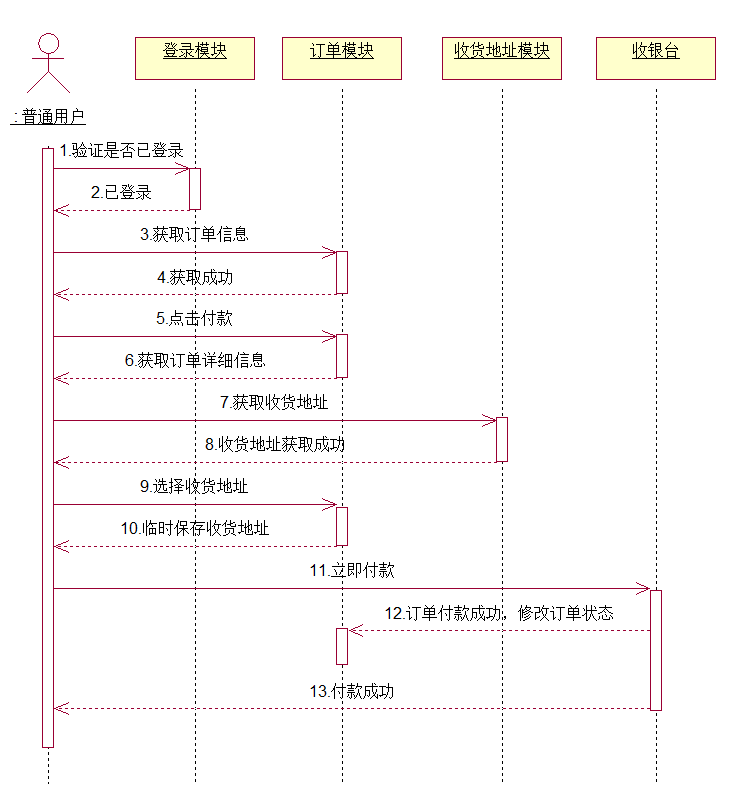 登录模块
订单模块
收货地址模块
收银台
: 普通用户
1.验证是否已登录
2.已登录
3.获取订单信息
4.获取成功
5.点击付款
6.获取订单详细信息
7.获取收货地址
8.收货地址获取成功
9.选择收货地址
10.临时保存收货地址
11.立即付款
12.订单付款成功，修改订单状态
13.付款成功